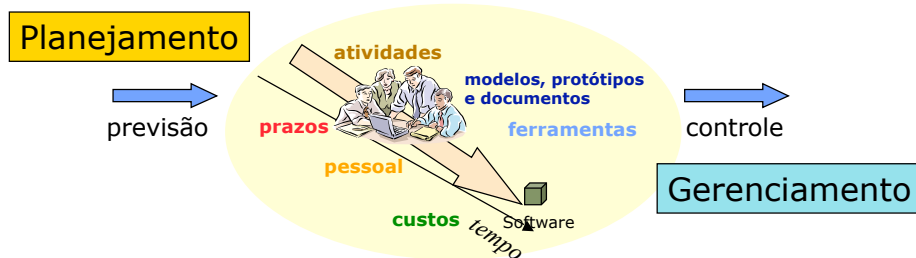 Planejamento
atividades
modelos, protótipos
e documentos
previsão
prazos
ferramentas
controle
pessoal
Gerenciamento
custos
tempo
Software